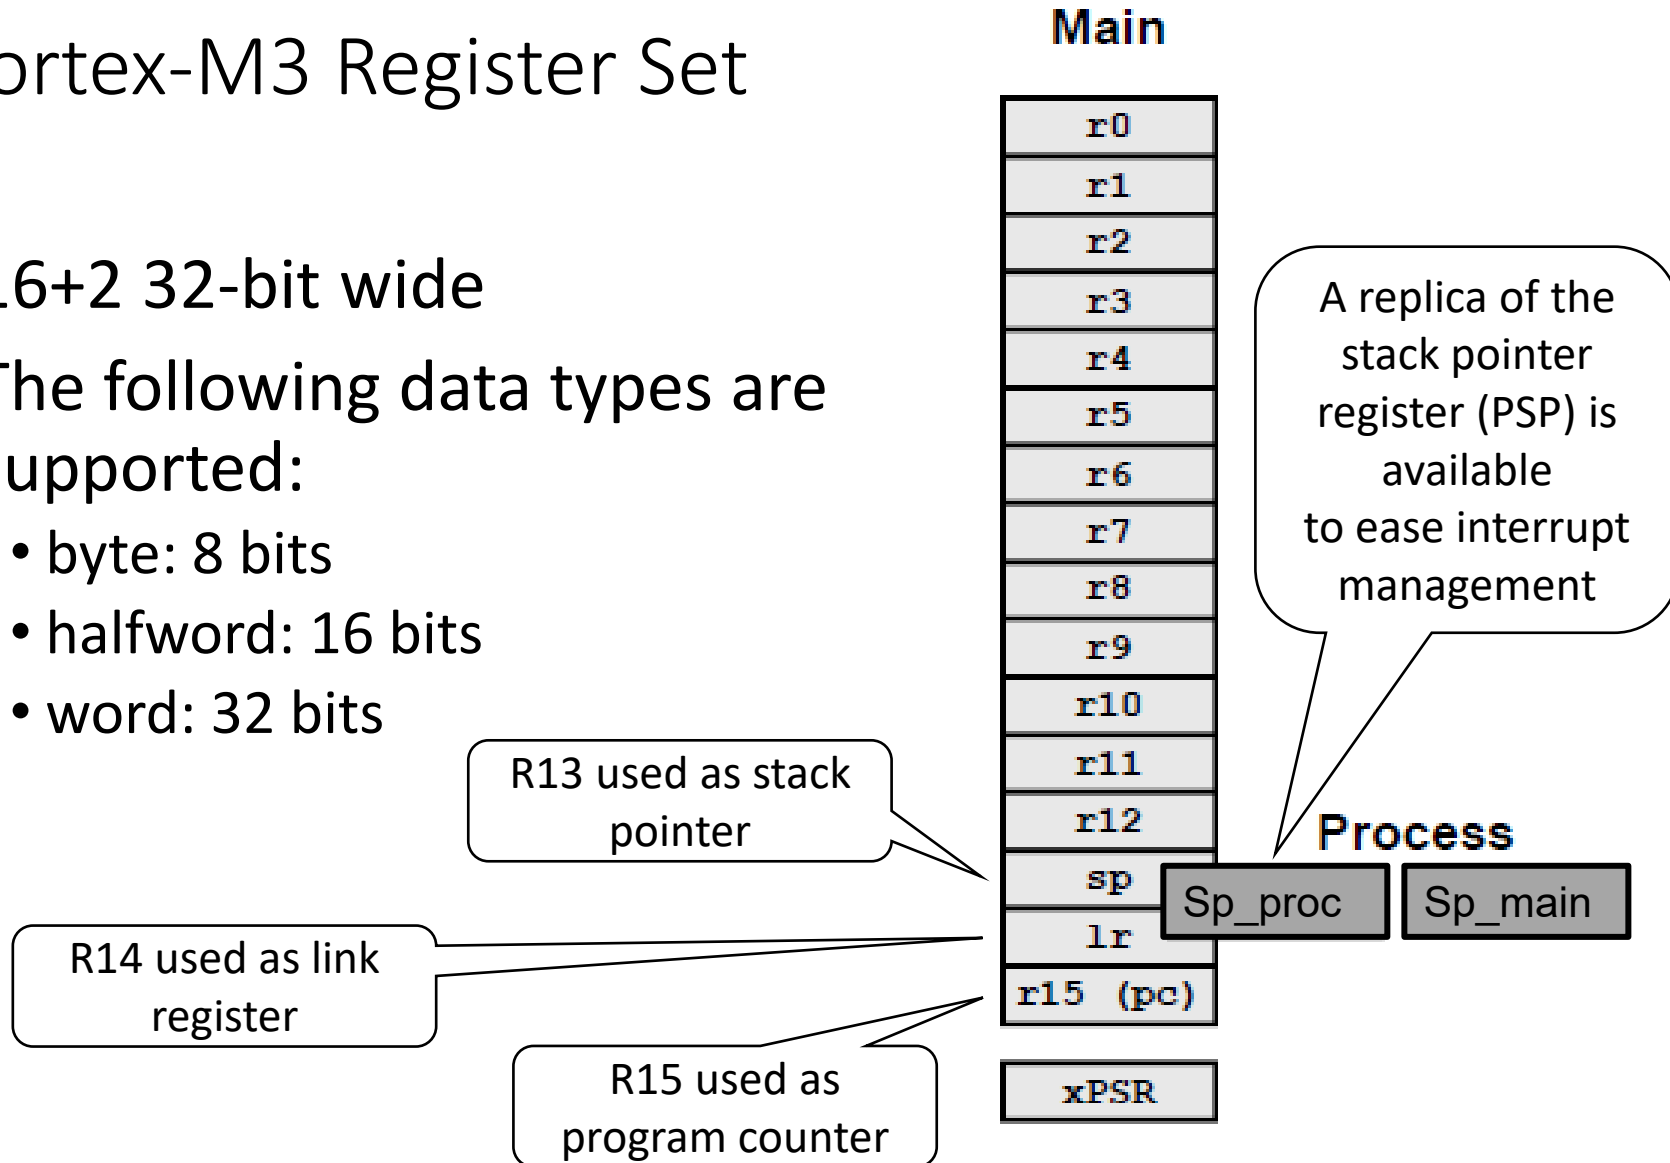 ortex-M3 Register Set
16+2 32-bit wide
The following data types are
upported:
• byte: 8 bits
• halfword: 16 bits
• word: 32 bits
Main
r0
r1
r2
r3
r4
r5
r6
r7
r8
r9
r10
r11
r12
sp
lr
r15 (pc)
xPSR
A replica of the
stack pointer
register (PSP) is
available
to ease interrupt
management
Process
Sp_proc
Sp_main
R13 used as stack
pointer
R14 used as link
register
R15 used as
program counter